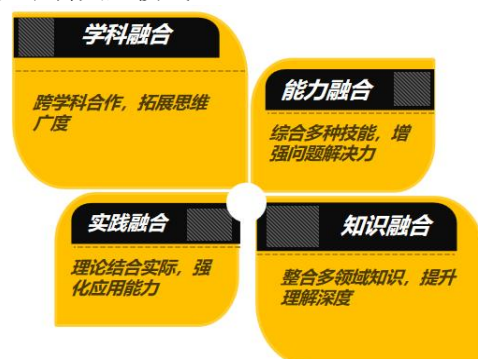 学科融合
跨学科合作，拓展思维
广度
能力融合
综合多种技能，增
强问题解决力
实践融合
理论结合实际，强
化应用能力
知识融合
整合多领域知识，提升
理解深度